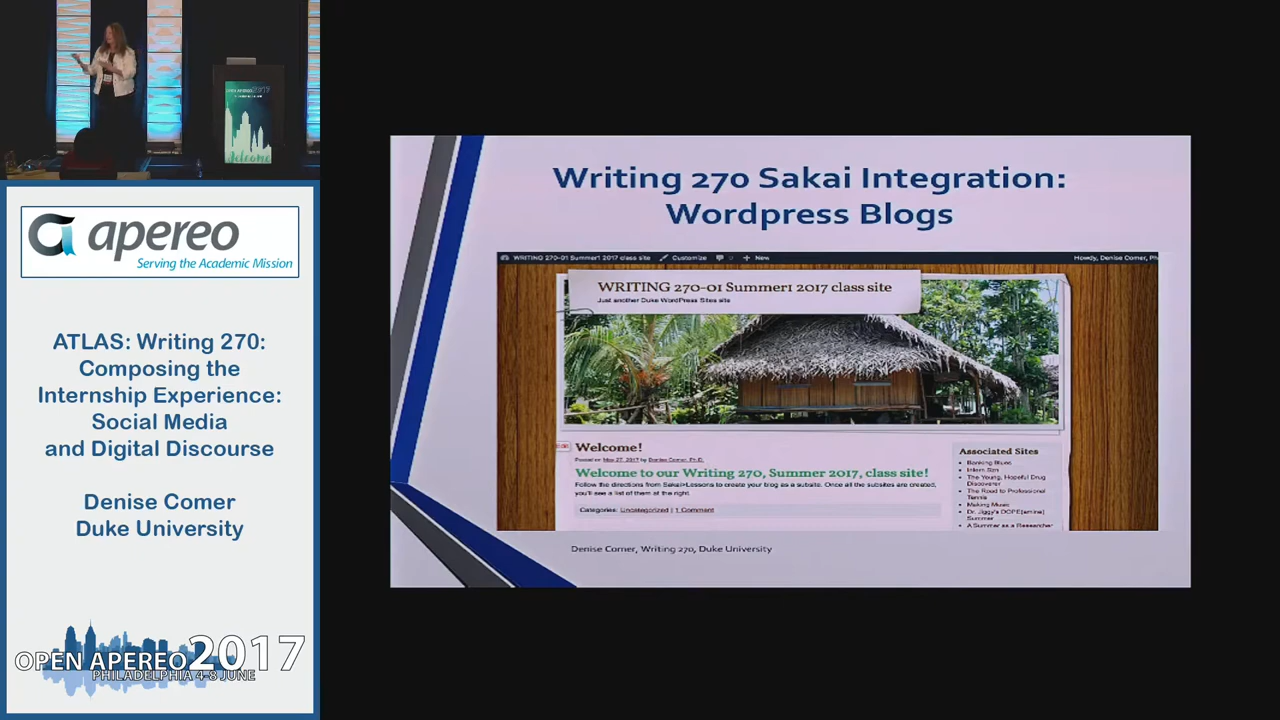 OPEN APEREO 2017
Welcome
apereo
Serving the Academic Mission
ATLAS: Writing 270:
Composing the
Internship Experience:
Social Media
and Digital Discourse
Denise Comer
Duke University
OPEN APEREO 2017
PHILADELPHIA 4-8 JUNE
Writing 270 Sakai Integration:
Wordpress Blogs
WRITING 270-01 Summer1 2017 class site Customize New Howdy, Denise Comer, Ph
WRITING 270-01 Summer1 2017 class site
Just another Duke WordPress Sites site
Welcome!
Posted on May 27, 2017 by Denise Comer, Ph.D.
Welcome to our Writing 270, Summer 2017, class site!
Follow the directions from Sakai>Lessons to create your blog as a subsite. Once all the subsites are created,
you'll see a list of them at the right.
Categories: Uncategorized | 1 Comment
Associated Sites
Banking Blues
Intern Zen
The Young, Hopeful Drug
Discoverer
The Road to Professional
Tennis
Making Music
Dr. Jiggy's DOPE[amine]
Summer
A Summer as a Researcher
Denise Comer, Writing 270, Duke University